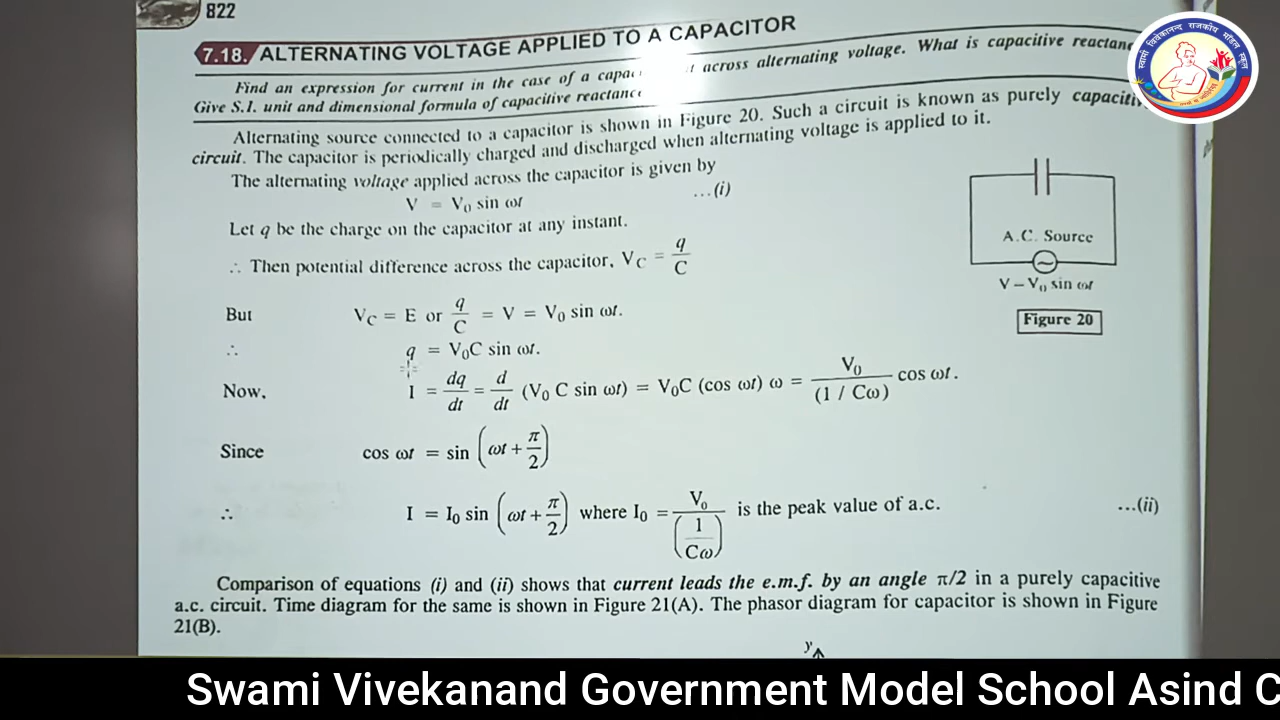 822
7.18. ALTERNATING VOLTAGE APPLIED TO A CAPACITOR
Find an expression for current in the case of a across alternating voltage. What is capacitive
Give S.I. unit and dimensional formula of capacitive
Alternating source connected to a capacitor is shown in Figure 20. Such a circuit is known as purely
circuit. The capacitor is periodically charged and discharged when alternating voltage is applied to it.
The alternating voltage applied across the capacitor is given by
V = V₀ sin ωt ...(i)
Let q be the charge on the capacitor at any instant.
∴ Then potential difference across the capacitor, V_C = q/C
But V_C = E or q/C = V = V₀ sin ωt.
∴ q = V₀C sin ωt.
Now, I = dq/dt = d/dt (V₀ C sin ωt) = V₀C (cos ωt) ω = V₀/(1 / Cω) cos ωt.
Since cos ωt = sin (ωt + π/2)
∴ I = I₀ sin (ωt + π/2) where I₀ = V₀/(1/Cω) is the peak value of a.c. ...(ii)
Comparison of equations (i) and (ii) shows that current leads the e.m.f. by an angle π/2 in a purely capacitive
a.c. circuit. Time diagram for the same is shown in Figure 21(A). The phasor diagram for capacitor is shown in Figure
21(B).
A.C. Source
V – V₀ sin ωt
Figure 20
y
स्वामी विवेकानन्द राजकीय मॉडल स्कूल
Swami Vivekanand Government Model School Asind C